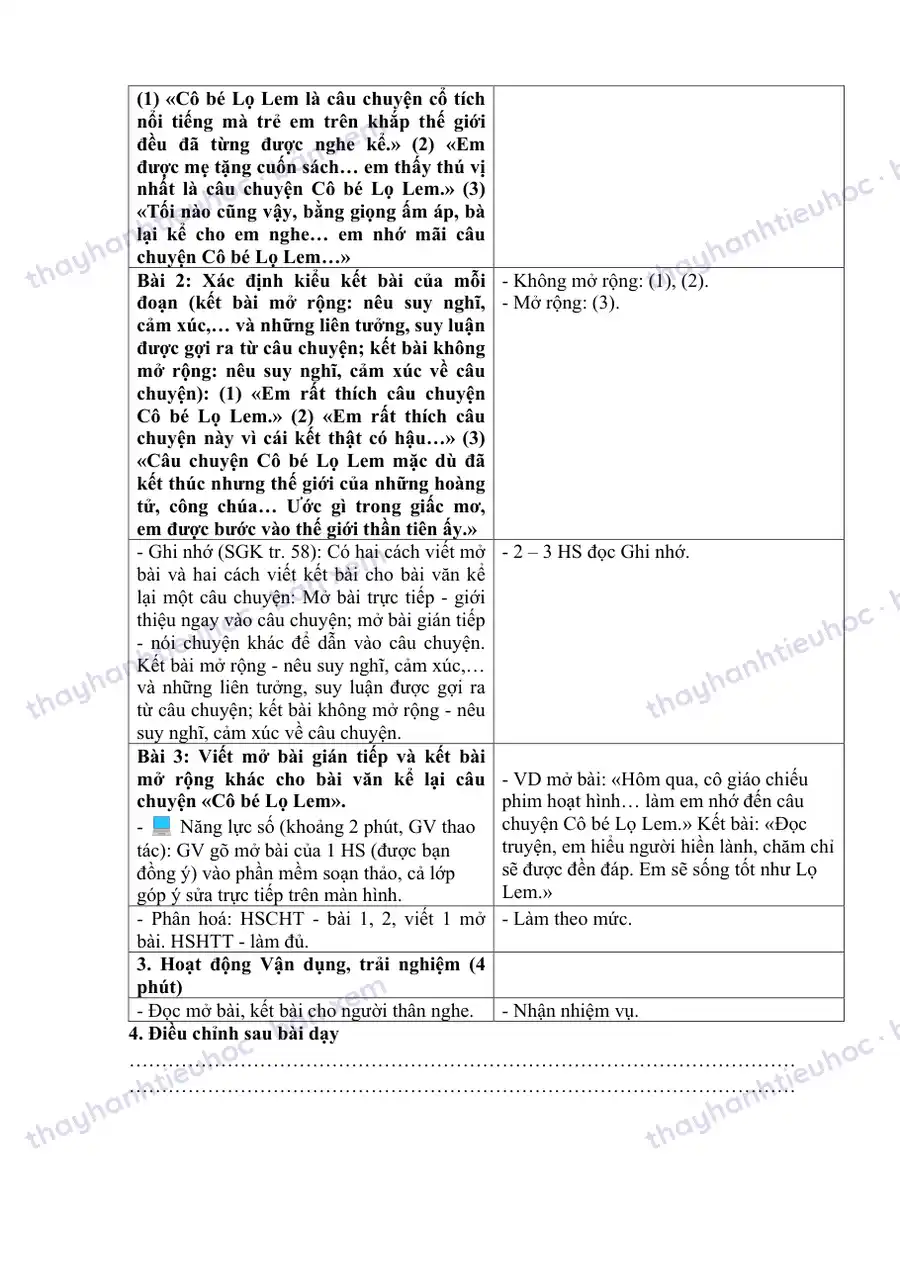 (1) «Cô bé Lọ Lem là câu chuyện cổ tích
nổi tiếng mà trẻ em trên khắp thế giới
đều đã từng được nghe kể.» (2) «Em
được mẹ tặng cuốn sách… em thấy thú vị
nhất là câu chuyện Cô bé Lọ Lem.» (3)
«Tối nào cũng vậy, bằng giọng ấm áp, bà
lại kể cho em nghe… em nhớ mãi câu
chuyện Cô bé Lọ Lem…»
Bài 2: Xác định kiểu kết bài của mỗi
đoạn (kết bài mở rộng: nêu suy nghĩ,
cảm xúc,… và những liên tưởng, suy luận
được gợi ra từ câu chuyện; kết bài không
mở rộng: nêu suy nghĩ, cảm xúc về câu
chuyện): (1) «Em rất thích câu chuyện
Cô bé Lọ Lem.» (2) «Em rất thích câu
chuyện này vì cái kết thật có hậu…» (3)
«Câu chuyện Cô bé Lọ Lem mặc dù đã
kết thúc nhưng thế giới của những hoàng
tử, công chúa… Ước gì trong giấc mơ,
em được bước vào thế giới thần tiên ấy.»
- Không mở rộng: (1), (2).
- Mở rộng: (3).
- Ghi nhớ (SGK tr. 58): Có hai cách viết mở
bài và hai cách viết kết bài cho bài văn kể
lại một câu chuyện: Mở bài trực tiếp - giới
thiệu ngay vào câu chuyện; mở bài gián tiếp
- nói chuyện khác để dẫn vào câu chuyện.
Kết bài mở rộng - nêu suy nghĩ, cảm xúc,…
và những liên tưởng, suy luận được gợi ra
từ câu chuyện; kết bài không mở rộng - nêu
suy nghĩ, cảm xúc về câu chuyện.
- 2 – 3 HS đọc Ghi nhớ.
Bài 3: Viết mở bài gián tiếp và kết bài
mở rộng khác cho bài văn kể lại câu
chuyện «Cô bé Lọ Lem».
- Năng lực số (khoảng 2 phút, GV thao
tác): GV gõ mở bài của 1 HS (được bạn
đồng ý) vào phần mềm soạn thảo, cả lớp
góp ý sửa trực tiếp trên màn hình.
- VD mở bài: «Hôm qua, cô giáo chiếu
phim hoạt hình… làm em nhớ đến câu
chuyện Cô bé Lọ Lem.» Kết bài: «Đọc
truyện, em hiểu người hiền lành, chăm chỉ
sẽ được đền đáp. Em sẽ sống tốt như Lọ
Lem.»
- Phân hoá: HSCHT - bài 1, 2, viết 1 mở
bài. HSHTT - làm đủ.
- Làm theo mức.
3. Hoạt động Vận dụng, trải nghiệm (4
phút)
- Đọc mở bài, kết bài cho người thân nghe.
- Nhận nhiệm vụ.
4. Điều chỉnh sau bài dạy
……………………………………………………………………………………
……………………………………………………………………………………
thayhanhtieuhoc · bản xem
thayhanhtieuhoc · b
thayhanhtieuhoc · bản xem
thayhanhtieuhoc · b
thayhanhtieuhoc · bản xem
thayhanhtieuhoc · b